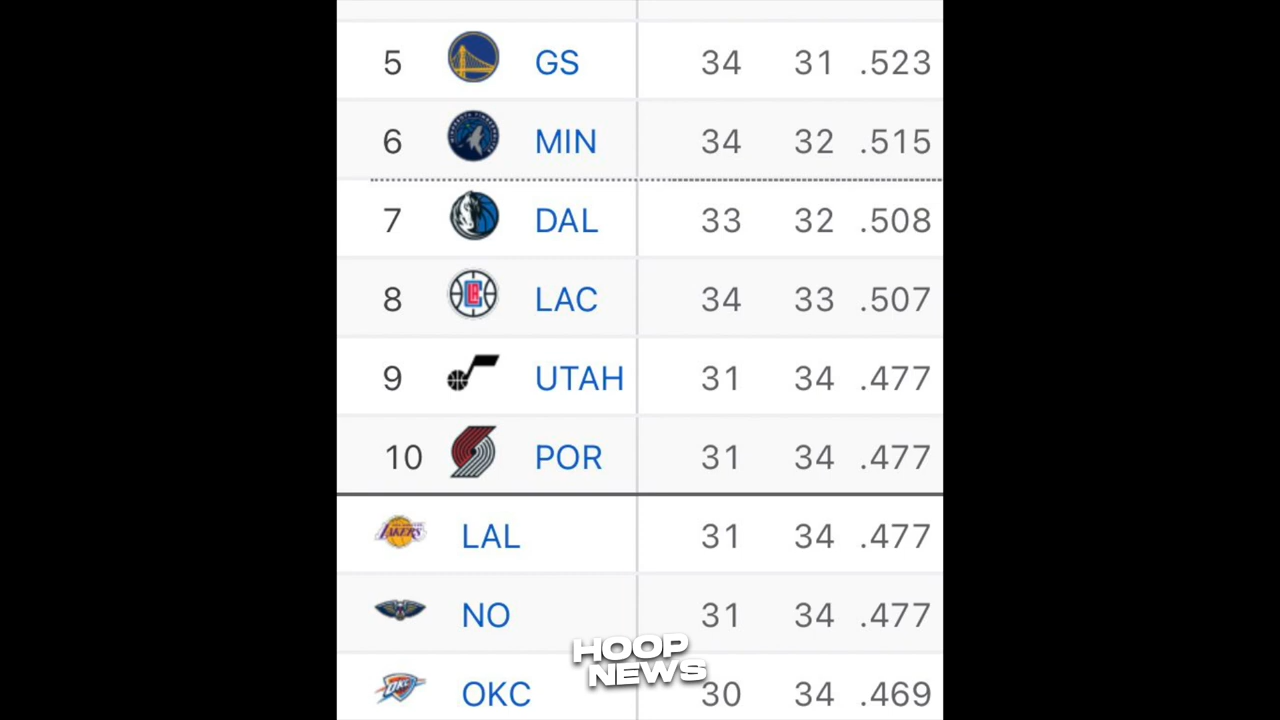 5 GS 34 31 .523
6 MIN 34 32 .515
7 DAL 33 32 .508
8 LAC 34 33 .507
9 UTAH 31 34 .477
10 POR 31 34 .477
LAKERS LAL 31 34 .477
NO 31 34 .477
OKC OKC 30 34 .469
HOOP
NEWS